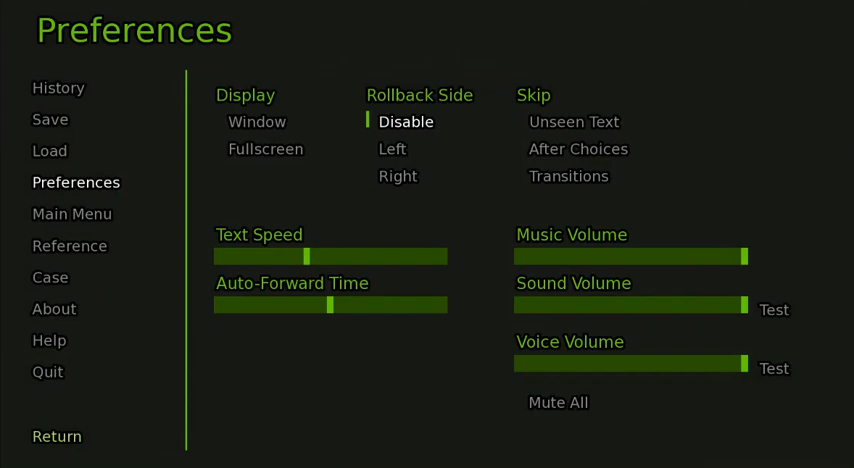 Preferences
History
Save
Load
Preferences
Main Menu
Reference
Case
About
Help
Quit
Return
Display
Window
Fullscreen
Rollback Side
Disable
Left
Right
Skip
Unseen Text
After Choices
Transitions
Text Speed
Auto-Forward Time
Music Volume
Sound Volume
Test
Voice Volume
Test
Mute All